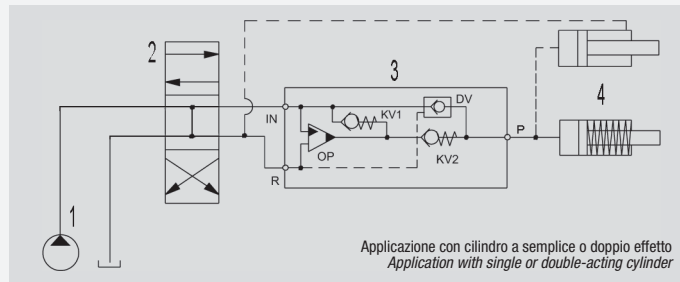 2
3
DV
IN
KV1
4
P
OP
KV2
R
1
Applicazione con cilindro a semplice o doppio effetto
Application with single or double-acting cylinder